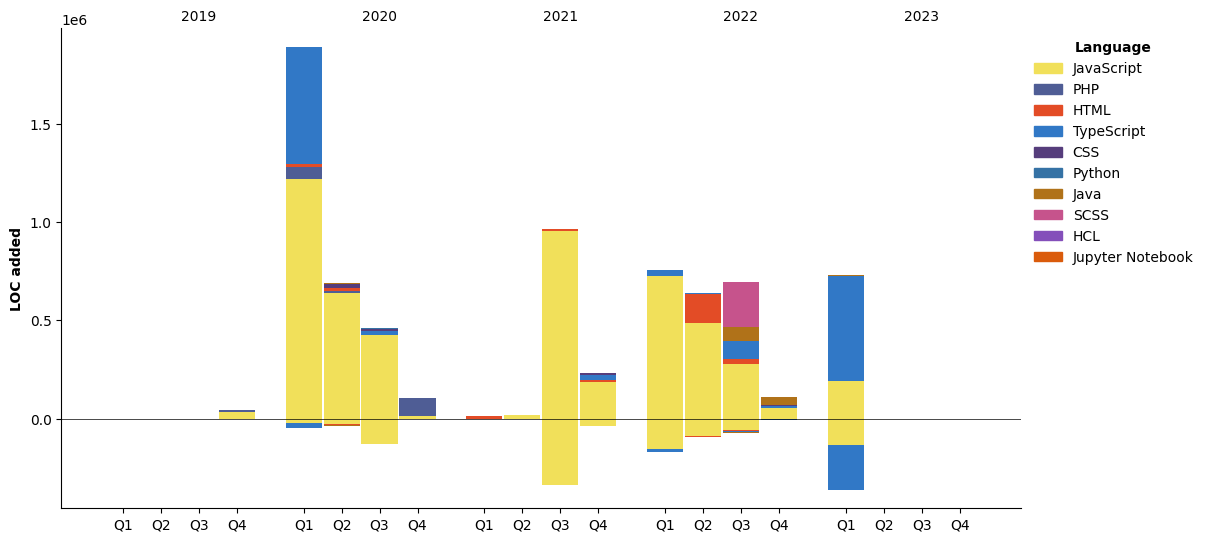 1e6
2019 2020 2021 2022 2023
LOC added
1.5
1.0
0.5
0.0
Q1 Q2 Q3 Q4 Q1 Q2 Q3 Q4 Q1 Q2 Q3 Q4 Q1 Q2 Q3 Q4 Q1 Q2 Q3 Q4
Language
JavaScript
PHP
HTML
TypeScript
CSS
Python
Java
SCSS
HCL
Jupyter Notebook